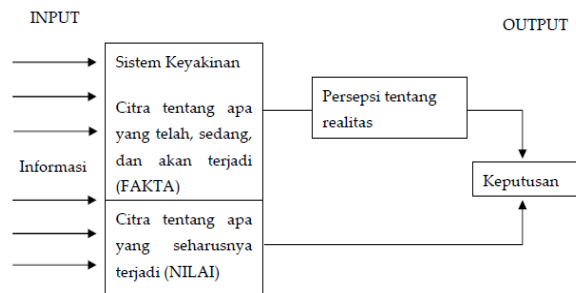 INPUT
OUTPUT
Sistem Keyakinan
Citra tentang apa
yang telah, sedang,
dan akan terjadi
(FAKTA)
Persepsi tentang
realitas
Informasi
Keputusan
Citra tentang apa
yang seharusnya
terjadi (NILAI)